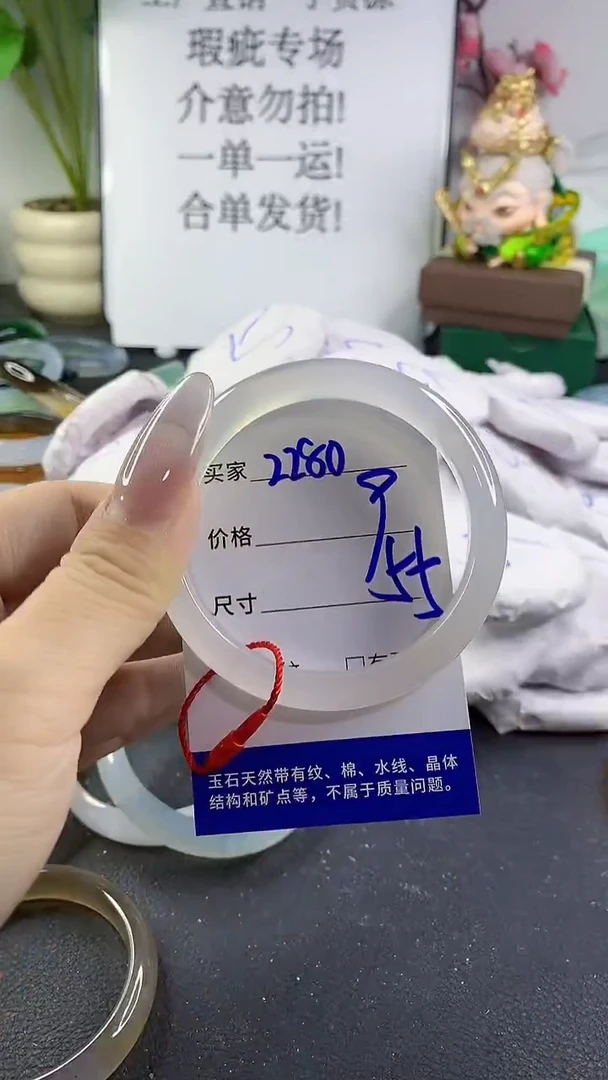 瑕疵专场
介意勿拍!
一单一运!
合单发货!
买家 2280
价格
尺寸
55
玉石天然带有纹、棉、水线、晶体
结构和矿点等，不属于质量问题。